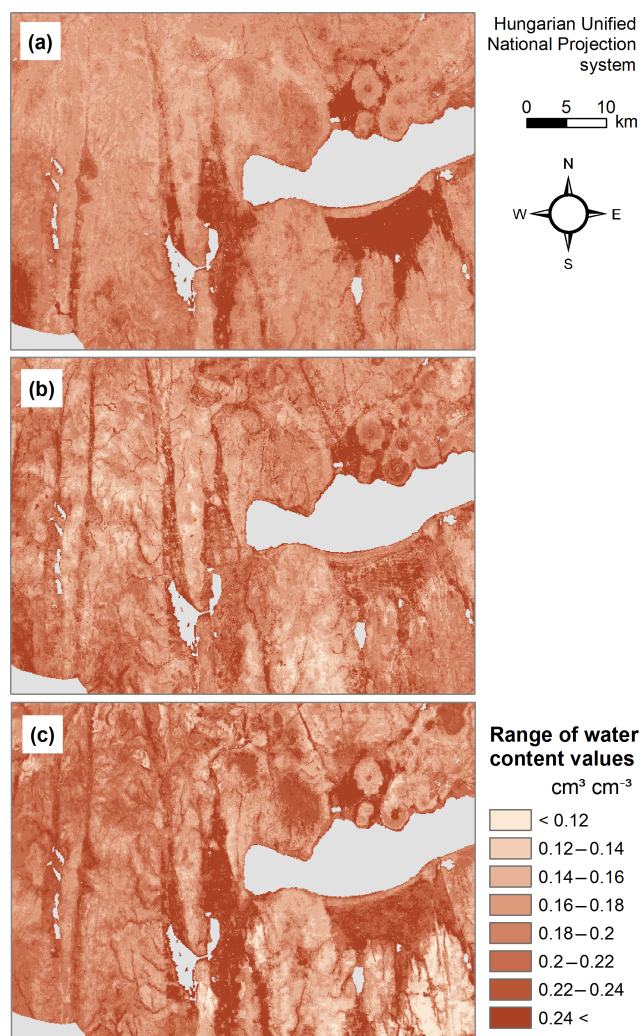 (a)
Hungarian Unified
National Projection
system
0 5 10
km
N
W E
S
(b)
(c)
Range of water
content values
cm³ cm⁻³
< 0.12
0.12–0.14
0.14–0.16
0.16–0.18
0.18–0.2
0.2–0.22
0.22–0.24
0.24 <